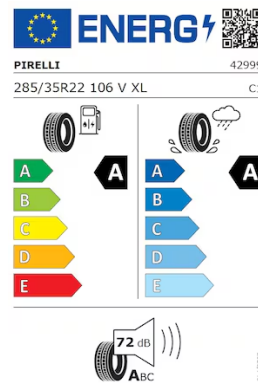 ENERG
PIRELLI 42999
285/35R22 106 V XL C1
A A
B
C
D
E
A A
B
C
D
E
72 dB
ABC